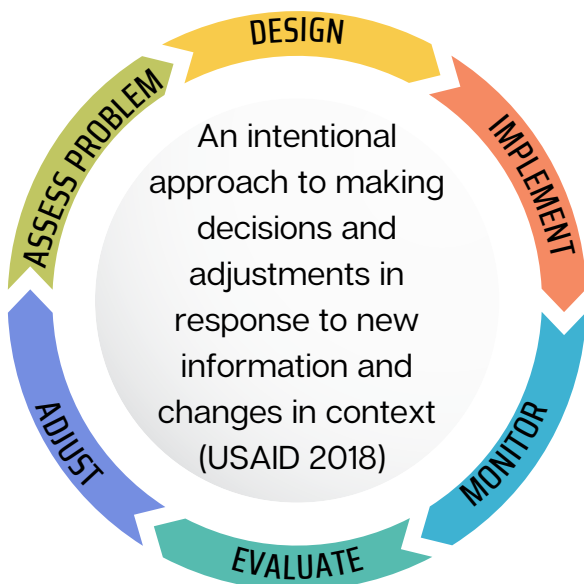 DESIGN
IMPLEMENT
MONITOR
EVALUATE
ADJUST
ASSESS PROBLEM
An intentional
approach to making
decisions and
adjustments in
response to new
information and
changes in context
(USAID 2018)